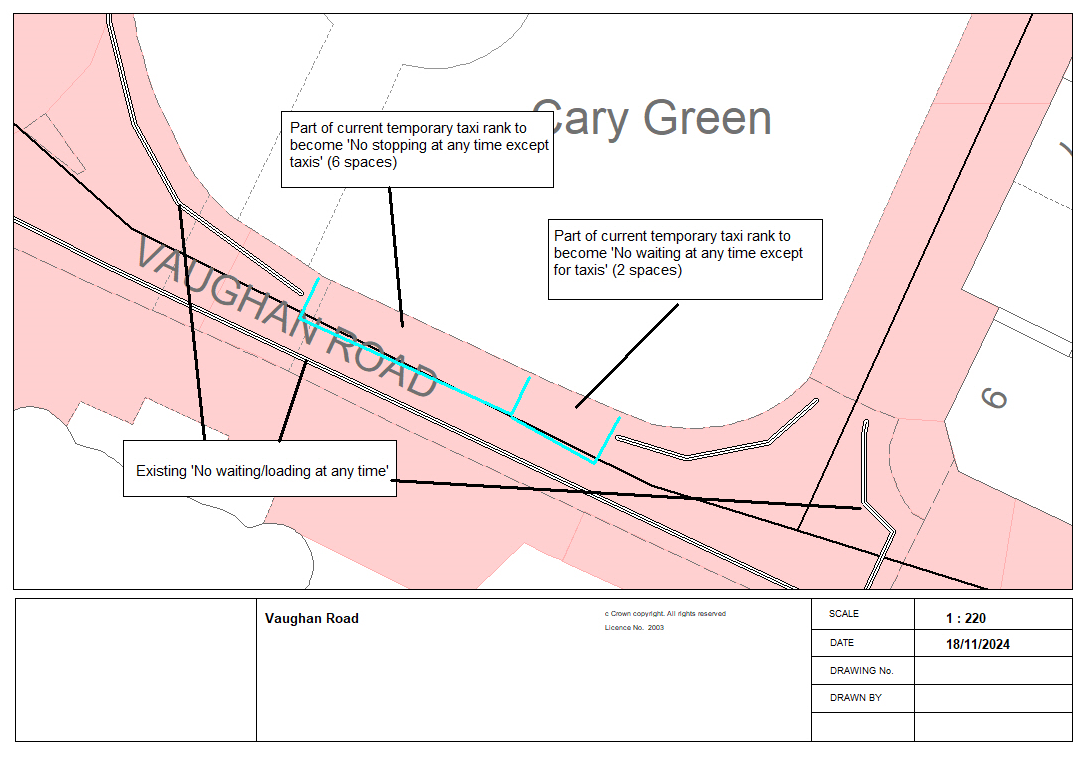 Cary Green
Part of current temporary taxi rank to
become 'No stopping at any time except
taxis' (6 spaces)
Part of current temporary taxi rank to
become 'No waiting at any time except
for taxis' (2 spaces)
VAUGHAN ROAD
6
Existing 'No waiting/loading at any time'
Vaughan Road
c Crown copyright. All rights reserved
Licence No. 2003
SCALE
1 : 220
DATE
18/11/2024
DRAWING No.
DRAWN BY